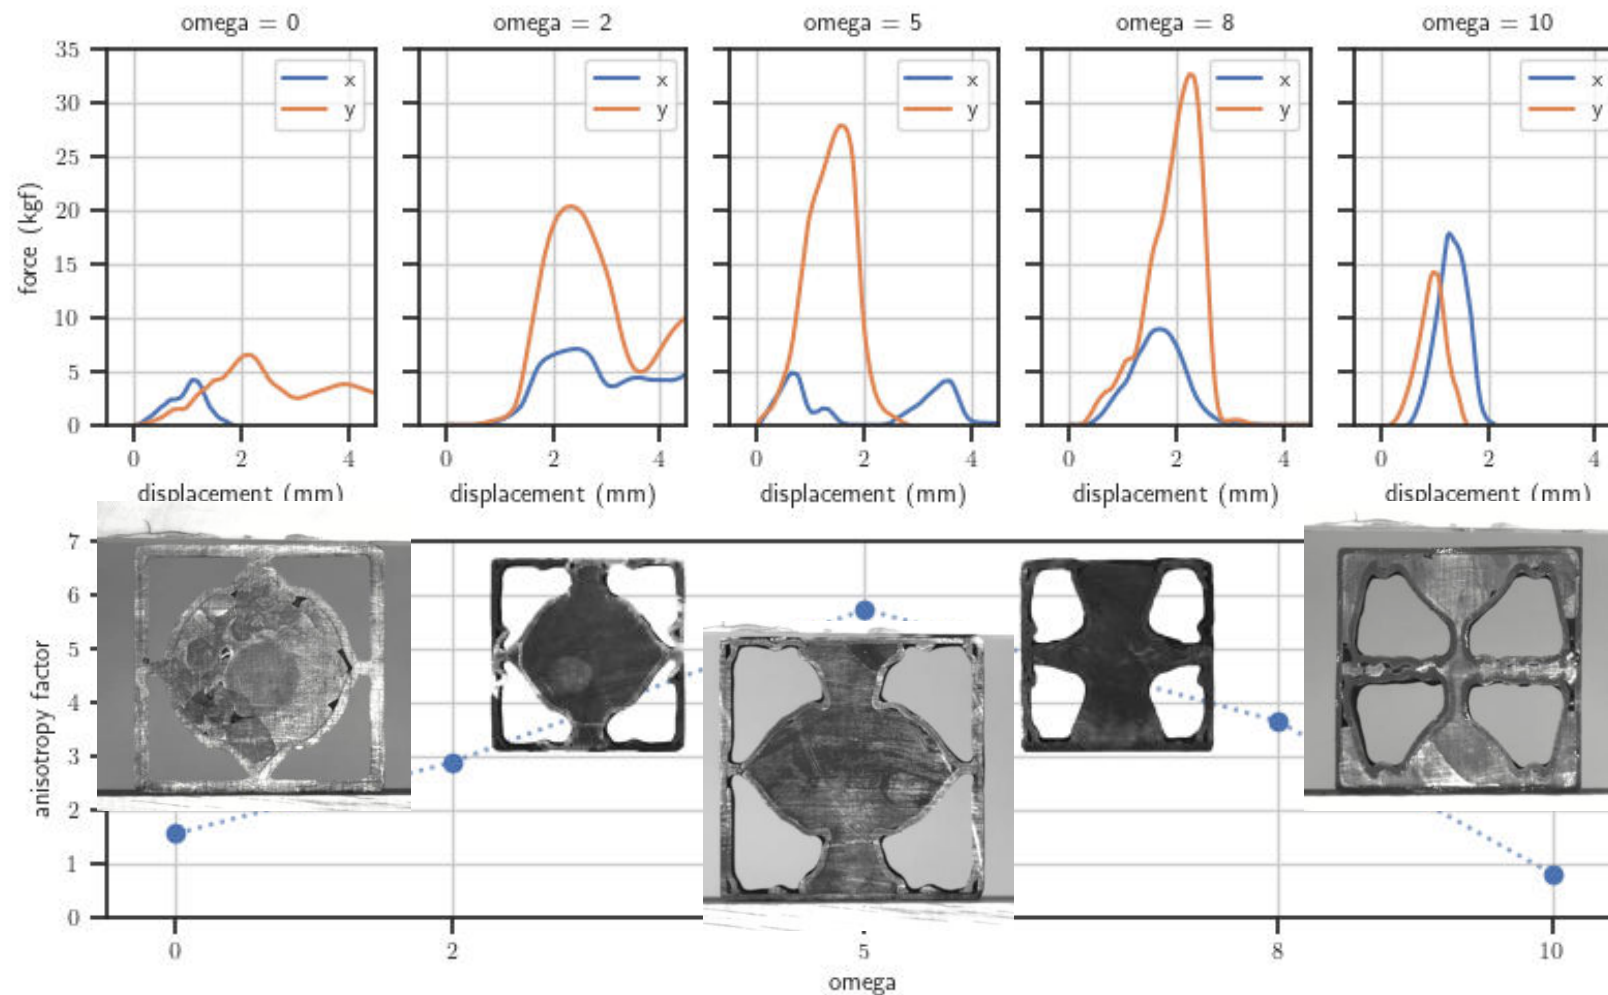 omega = 0
omega = 2
omega = 5
omega = 8
omega = 10
force (kgf)
35
30
25
20
15
10
5
0
x
y
x
y
x
y
x
y
x
y
0 2 4
0 2 4
0 2 4
0 2 4
0 2 4
displacement (mm)
displacement (mm)
displacement (mm)
displacement (mm)
displacement (mm)
anisotropy factor
7
6
5
4
3
2
1
0
0 2 5 8 10
omega